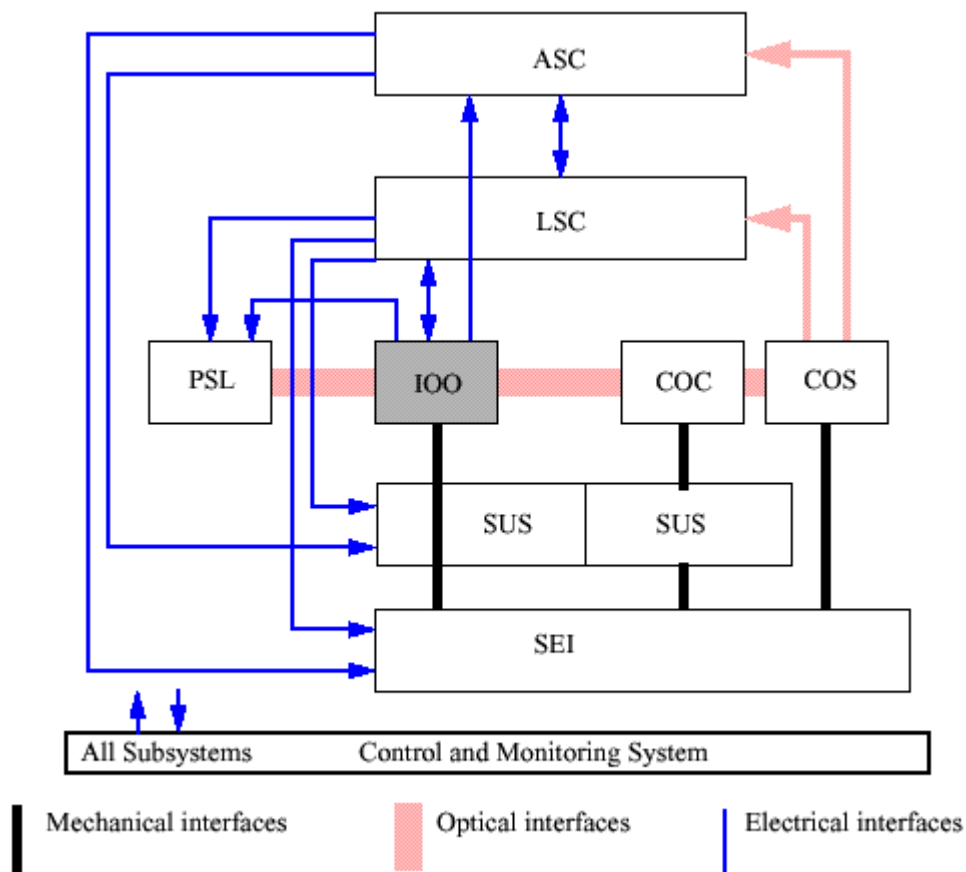 ASC
LSC
PSL
IOO
COC
COS
SUS
SUS
SEI
All Subsystems
Control and Monitoring System
Mechanical interfaces
Optical interfaces
Electrical interfaces